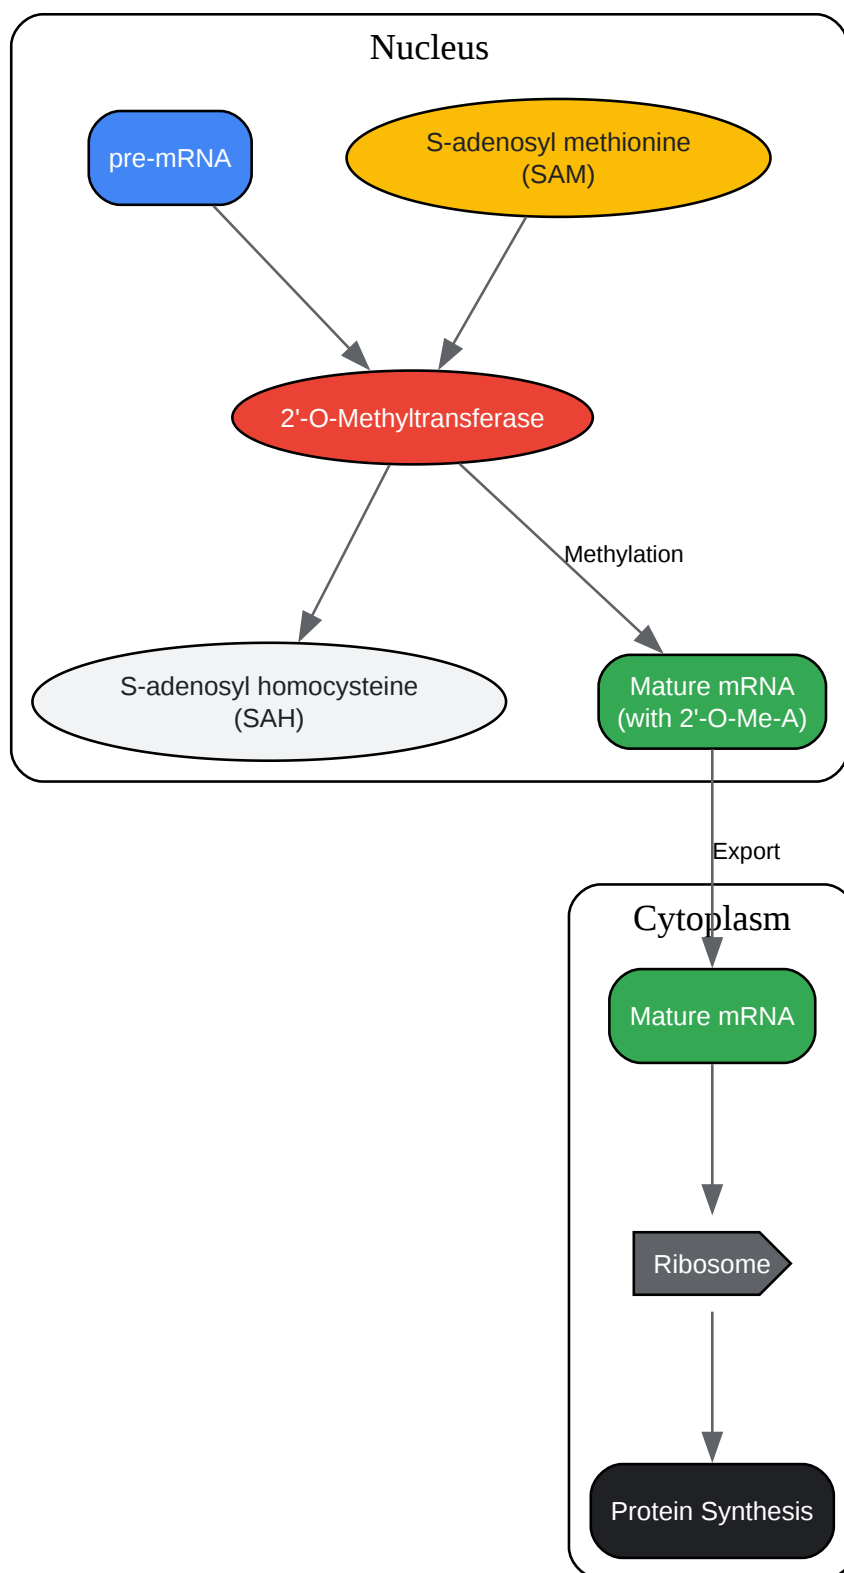 Nucleus
pre-mRNA
S-adenosyl methionine
(SAM)
2'-O-Methyltransferase
Methylation
S-adenosyl homocysteine
(SAH)
Mature mRNA
(with 2'-O-Me-A)
Export
Cytoplasm
Mature mRNA
Ribosome
Protein Synthesis